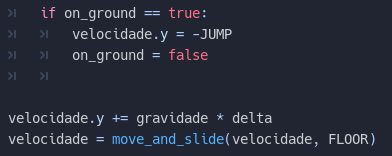 if on_ground == true:
velocidade.y = -JUMP
on_ground = false
velocidade.y += gravidade * delta
velocidade = move_and_slide(velocidade, FLOOR)